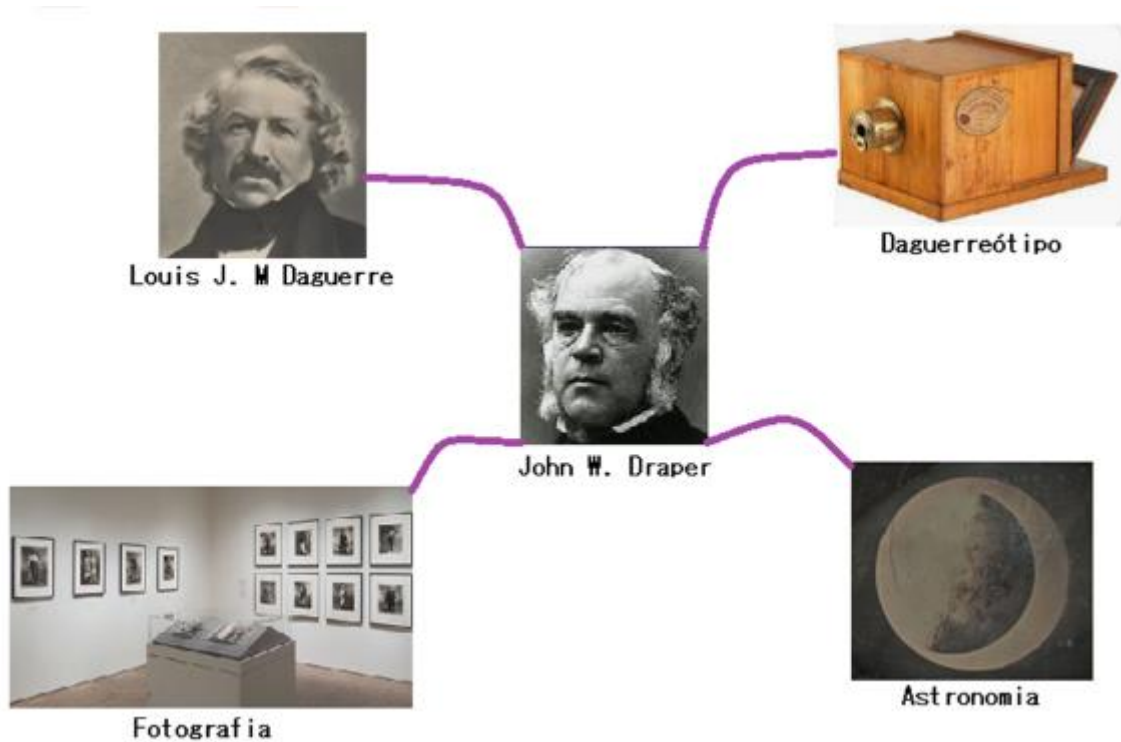 Louis J. M Daguerre
Daguerreótipo
John W. Draper
Fotografia
Astronomia